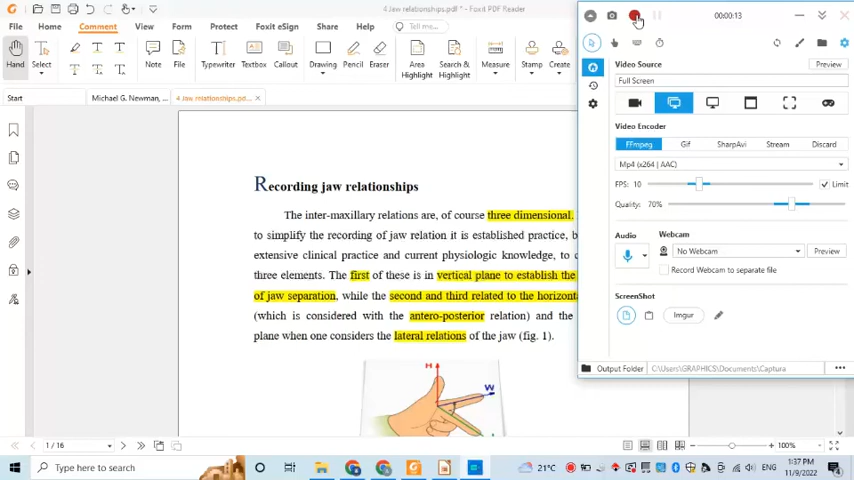 4.Jaw relationships.pdf * - Foxit PDF Reader
00:00:13
File Home Comment View Form Protect Share Help Foxit eSign Tell me...
Hand Select Note File Typewriter Textbox Callout Drawing Pencil Eraser Area Highlight Search & Highlight Measure Stamp Create
Start Michael G. Newman, ... 4 Jaw relationships.pd...
Video Source Preview
Full Screen
Video Encoder
FFmpeg Gif SharpAvi Stream Discard
Mp4 (x264 | AAC)
FPS: 10 Limit
Quality: 70%
Audio Webcam
No Webcam Preview
Record Webcam to separate file
ScreenShot
Imgur
Output Folder C:\Users\GRAPHICS\Documents\Captura
Recording jaw relationships
The inter-maxillary relations are, of course three dimensional.
to simplify the recording of jaw relation it is established practice, b
extensive clinical practice and current physiologic knowledge, to c
three elements. The first of these is in vertical plane to establish the
of jaw separation, while the second and third related to the horizonta
(which is considered with the antero-posterior relation) and the
plane when one considers the lateral relations of the jaw (fig. 1).
H
W
1 / 16
100%
Type here to search
21°C
ENG
1:37 PM
11/9/2022
4